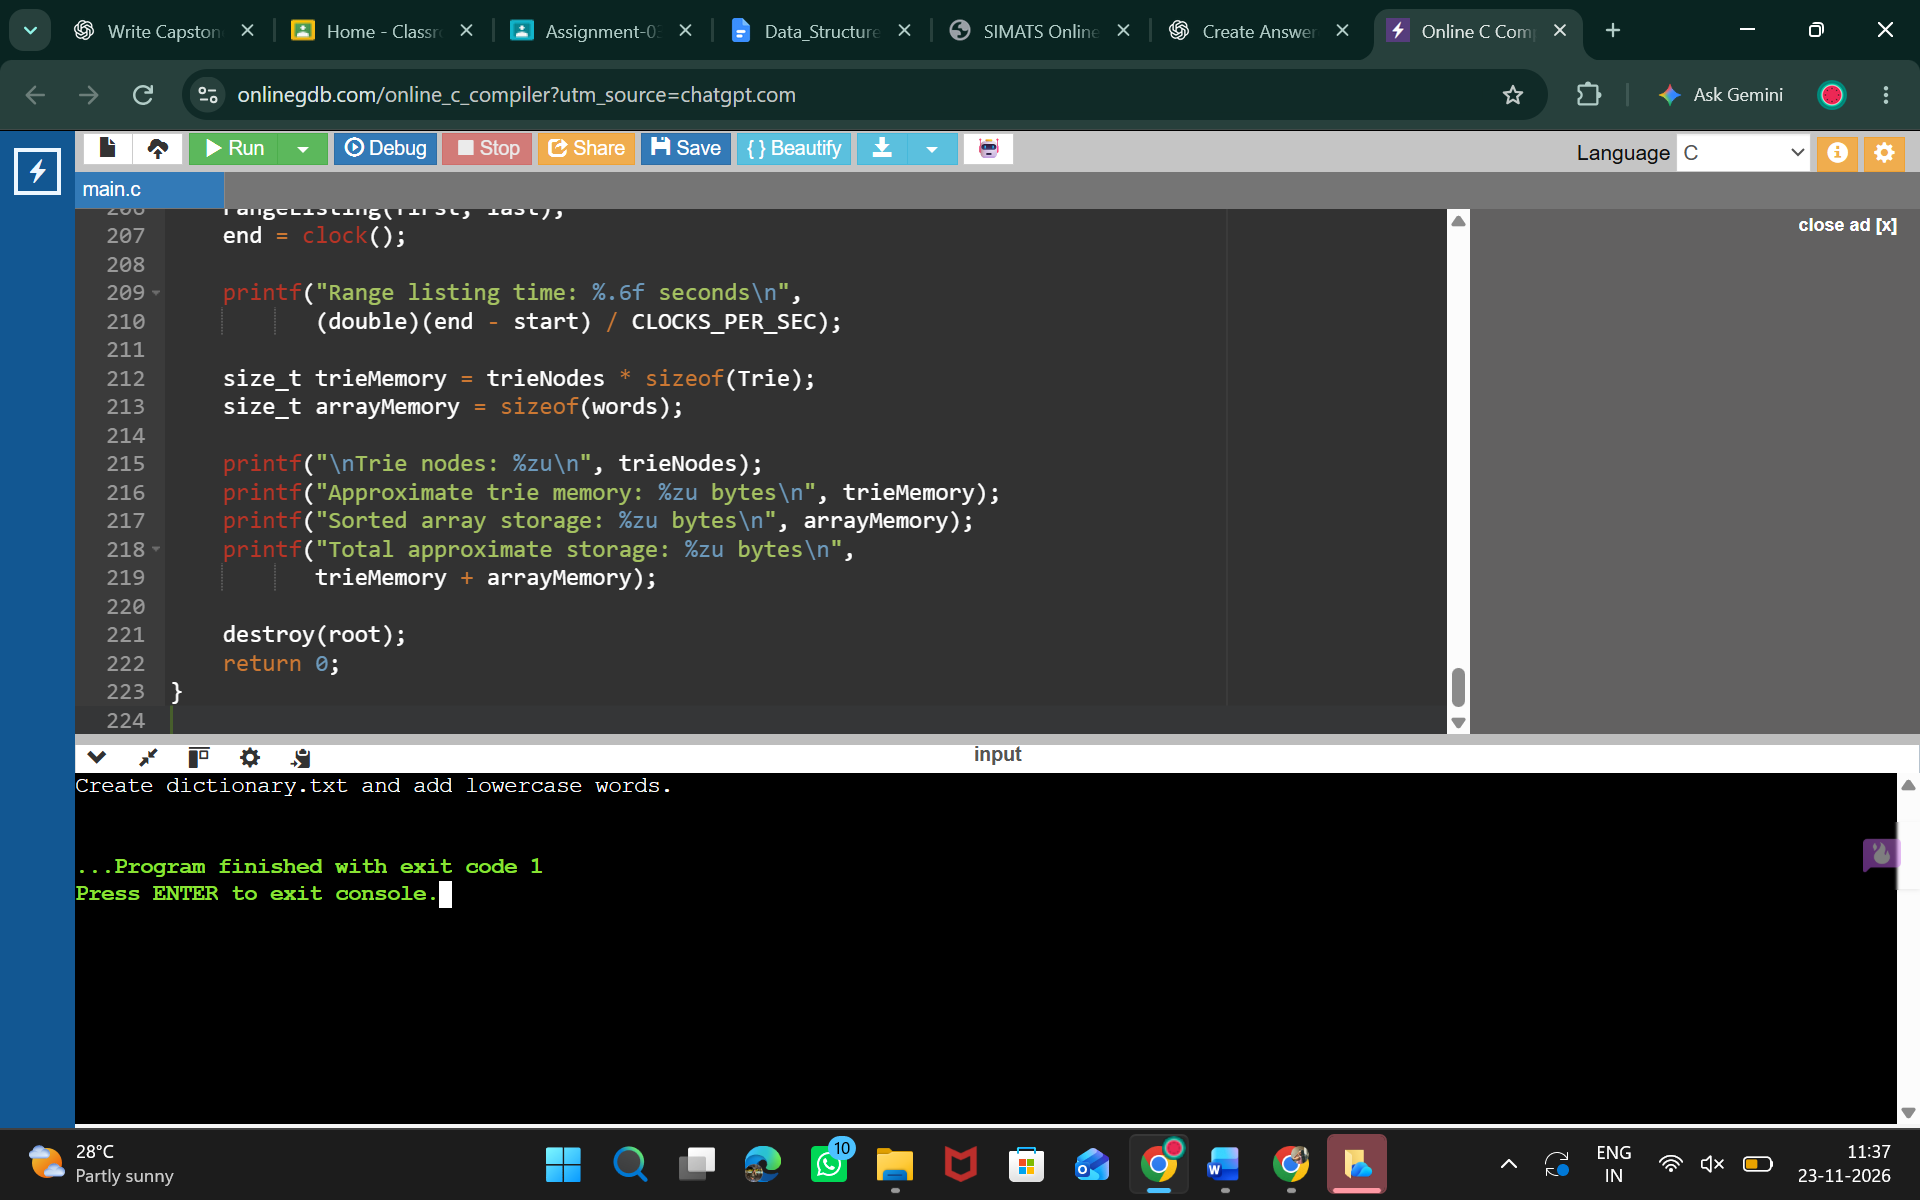 Write Capston
Home - Classr
Assignment-03
Data_Structure
SIMATS Online
Create Answer
Online C Com
onlinegdb.com/online_c_compiler?utm_source=chatgpt.com
Ask Gemini
Run
Debug
Stop
Share
Save
{ } Beautify
Language C
main.c
close ad [x]
206 rangeListing(first, last);
207 end = clock();
208
209 printf("Range listing time: %.6f seconds\n",
210 (double)(end - start) / CLOCKS_PER_SEC);
211
212 size_t trieMemory = trieNodes * sizeof(Trie);
213 size_t arrayMemory = sizeof(words);
214
215 printf("\nTrie nodes: %zu\n", trieNodes);
216 printf("Approximate trie memory: %zu bytes\n", trieMemory);
217 printf("Sorted array storage: %zu bytes\n", arrayMemory);
218 printf("Total approximate storage: %zu bytes\n",
219 trieMemory + arrayMemory);
220
221 destroy(root);
222 return 0;
223 }
224
input
Create dictionary.txt and add lowercase words.
...Program finished with exit code 1
Press ENTER to exit console.
28°C
Partly sunny
10
ENG
IN
11:37
23-11-2026